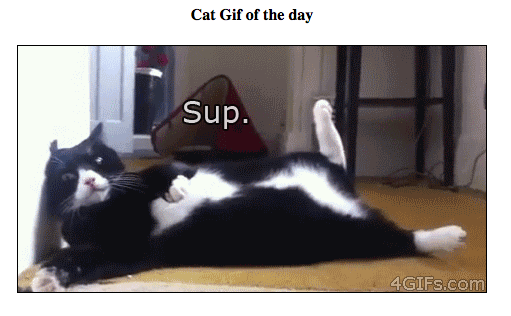 Cat Gif of the day
Sup.
4GIFs.com